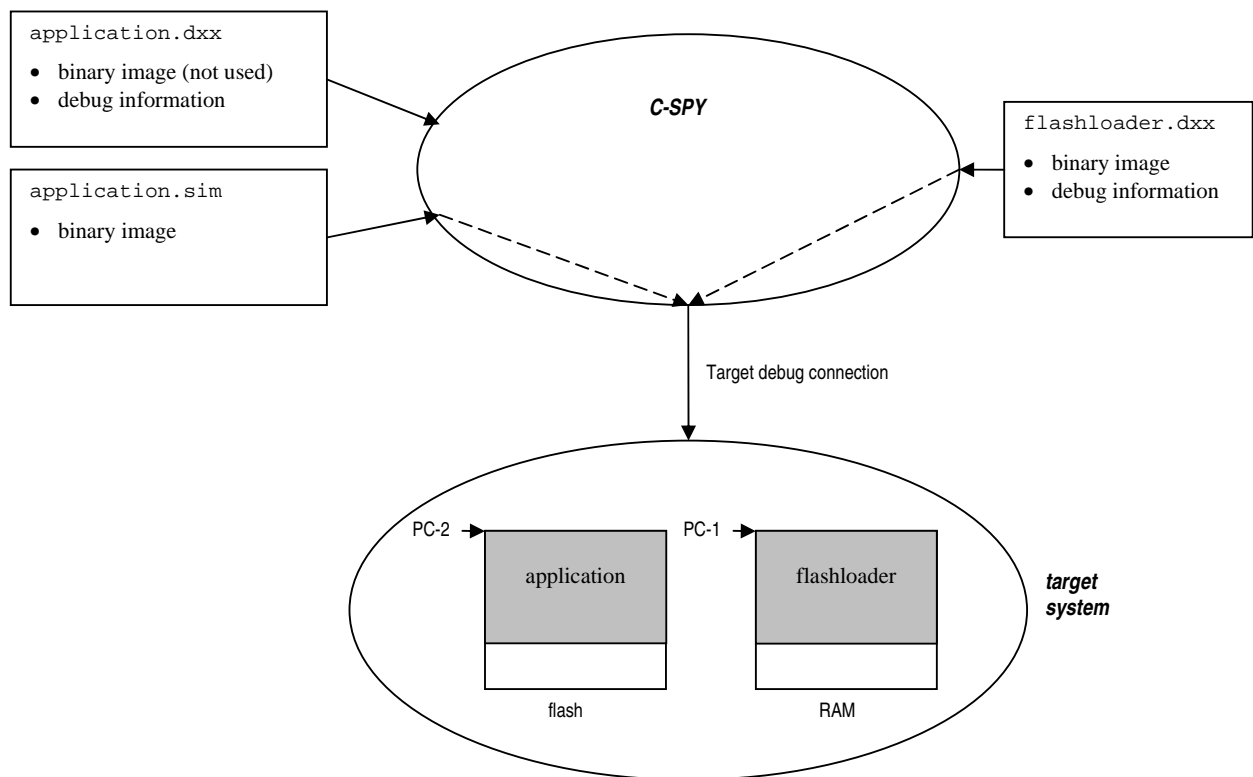 application.dxx
• binary image (not used)
• debug information
application.sim
• binary image
C-SPY
flashloader.dxx
• binary image
• debug information
Target debug connection
PC-2
application
flash
PC-1
flashloader
RAM
target
system